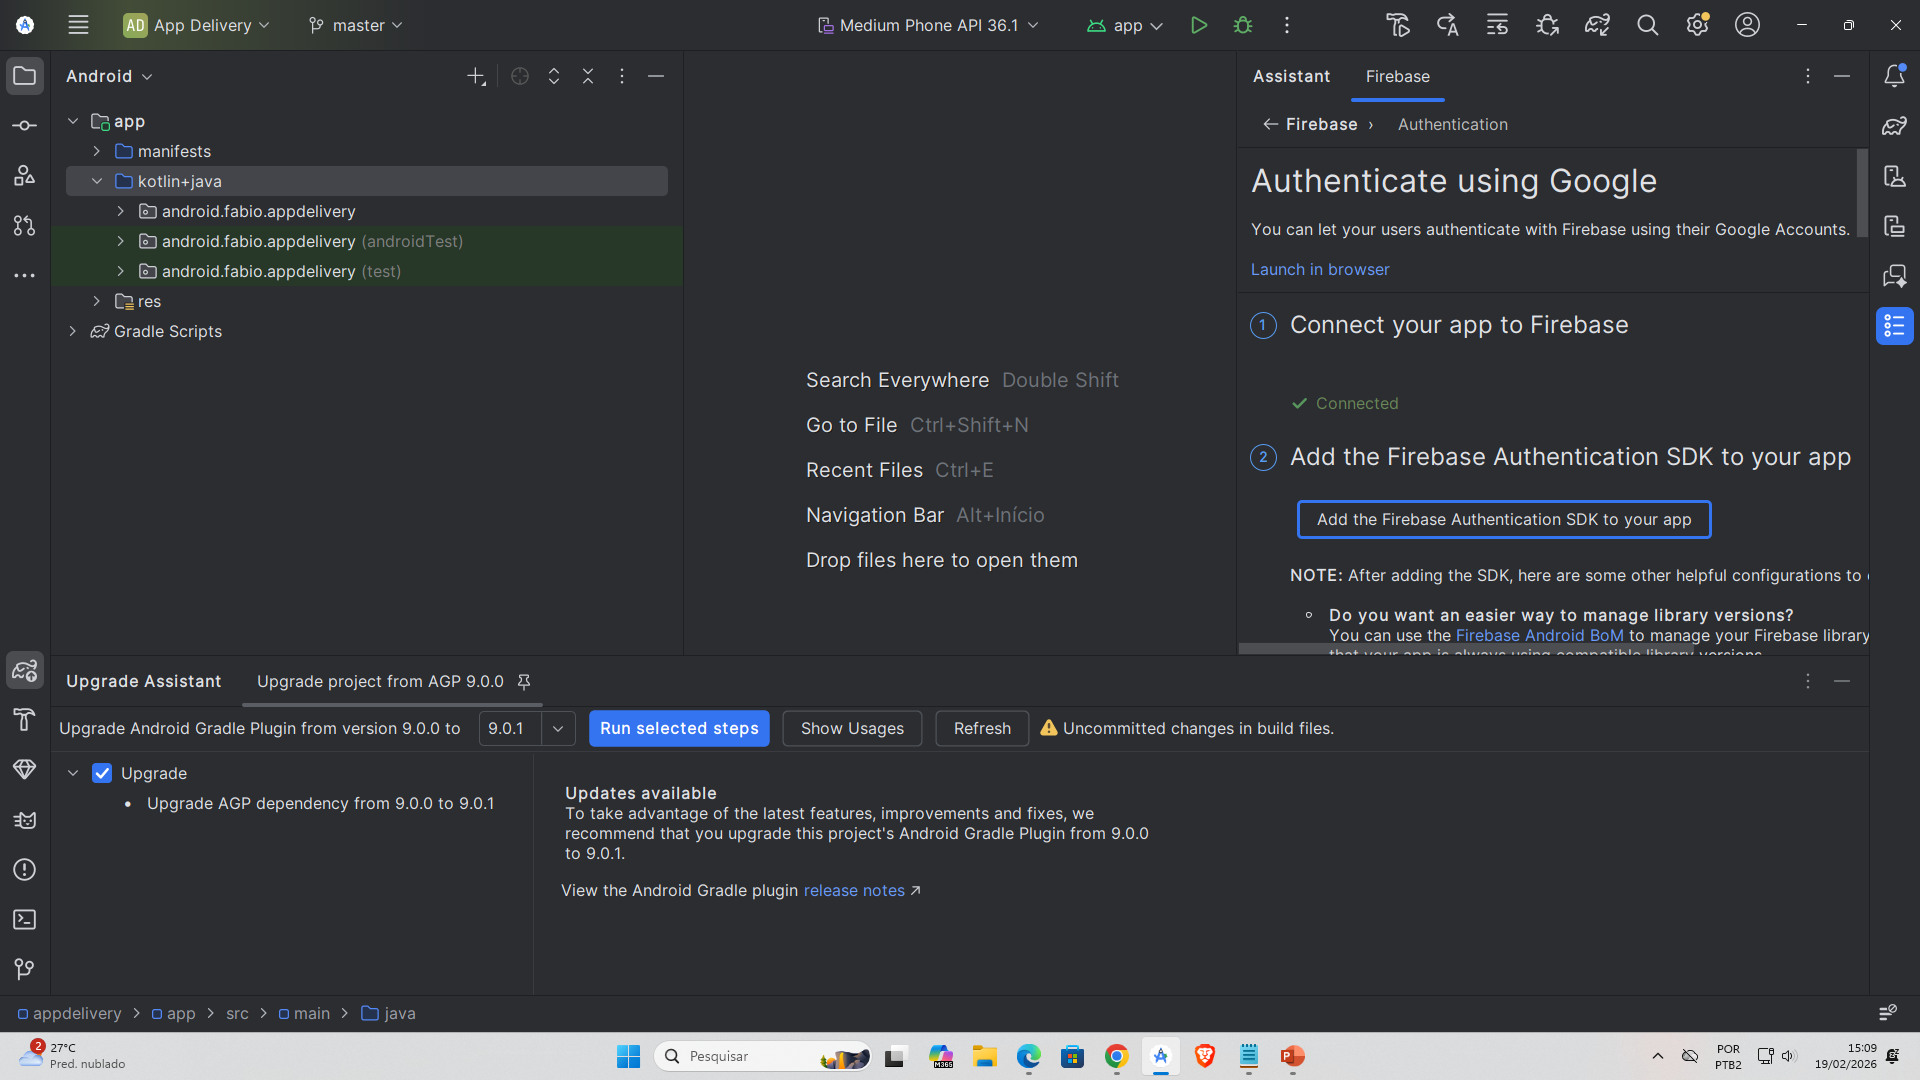 AD App Delivery
master
Medium Phone API 36.1
app
Android
app
manifests
kotlin+java
android.fabio.appdelivery
android.fabio.appdelivery (androidTest)
android.fabio.appdelivery (test)
res
Gradle Scripts
Search Everywhere Double Shift
Go to File Ctrl+Shift+N
Recent Files Ctrl+E
Navigation Bar Alt+Início
Drop files here to open them
Assistant Firebase
Firebase › Authentication
Authenticate using Google
You can let your users authenticate with Firebase using their Google Accounts.
Launch in browser
1 Connect your app to Firebase
Connected
2 Add the Firebase Authentication SDK to your app
Add the Firebase Authentication SDK to your app
NOTE: After adding the SDK, here are some other helpful configurations to
Do you want an easier way to manage library versions?
You can use the Firebase Android BoM to manage your Firebase library
that your app is always using compatible library versions.
Upgrade Assistant Upgrade project from AGP 9.0.0
Upgrade Android Gradle Plugin from version 9.0.0 to 9.0.1 Run selected steps Show Usages Refresh Uncommitted changes in build files.
Upgrade
• Upgrade AGP dependency from 9.0.0 to 9.0.1
Updates available
To take advantage of the latest features, improvements and fixes, we
recommend that you upgrade this project's Android Gradle Plugin from 9.0.0
to 9.0.1.
View the Android Gradle plugin release notes ↗
appdelivery > app > src > main > java
2
27°C
Pred. nublado
Pesquisar
M365
POR
PTB2
15:09
19/02/2026